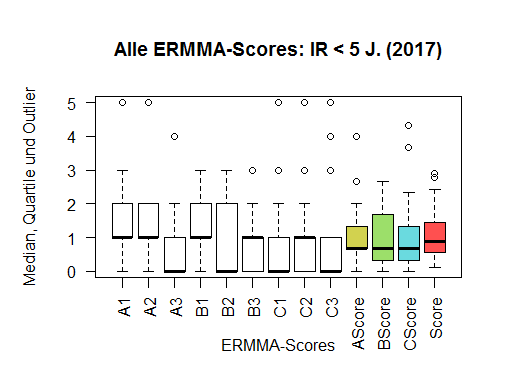 Alle ERMMA-Scores: IR < 5 J. (2017)
Median, Quartile und Outlier
5
4
3
2
1
0
A1 A2 A3 B1 B2 B3 C1 C2 C3 AScore BScore CScore Score
ERMMA-Scores